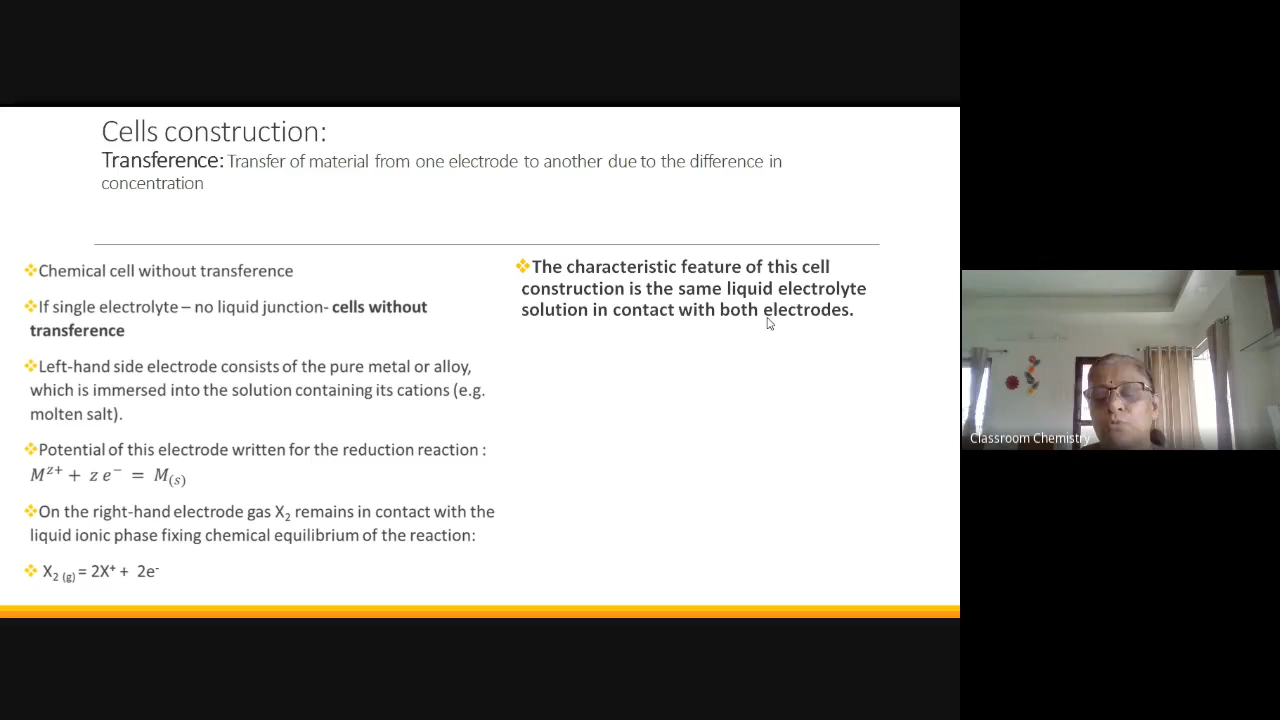 Cells construction:
Transference: Transfer of material from one electrode to another due to the difference in
concentration
❖Chemical cell without transference
❖If single electrolyte – no liquid junction- cells without
transference
❖Left-hand side electrode consists of the pure metal or alloy,
which is immersed into the solution containing its cations (e.g.
molten salt).
❖Potential of this electrode written for the reduction reaction :
M^{z+} + z e^- = M_{(s)}
❖On the right-hand electrode gas X₂ remains in contact with the
liquid ionic phase fixing chemical equilibrium of the reaction:
❖ X_{2 (g)} = 2X⁺ + 2e⁻
❖The characteristic feature of this cell
construction is the same liquid electrolyte
solution in contact with both electrodes.
Classroom Chemistry